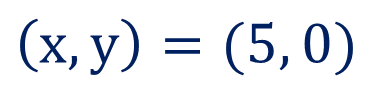 (x, y) = (5, 0)